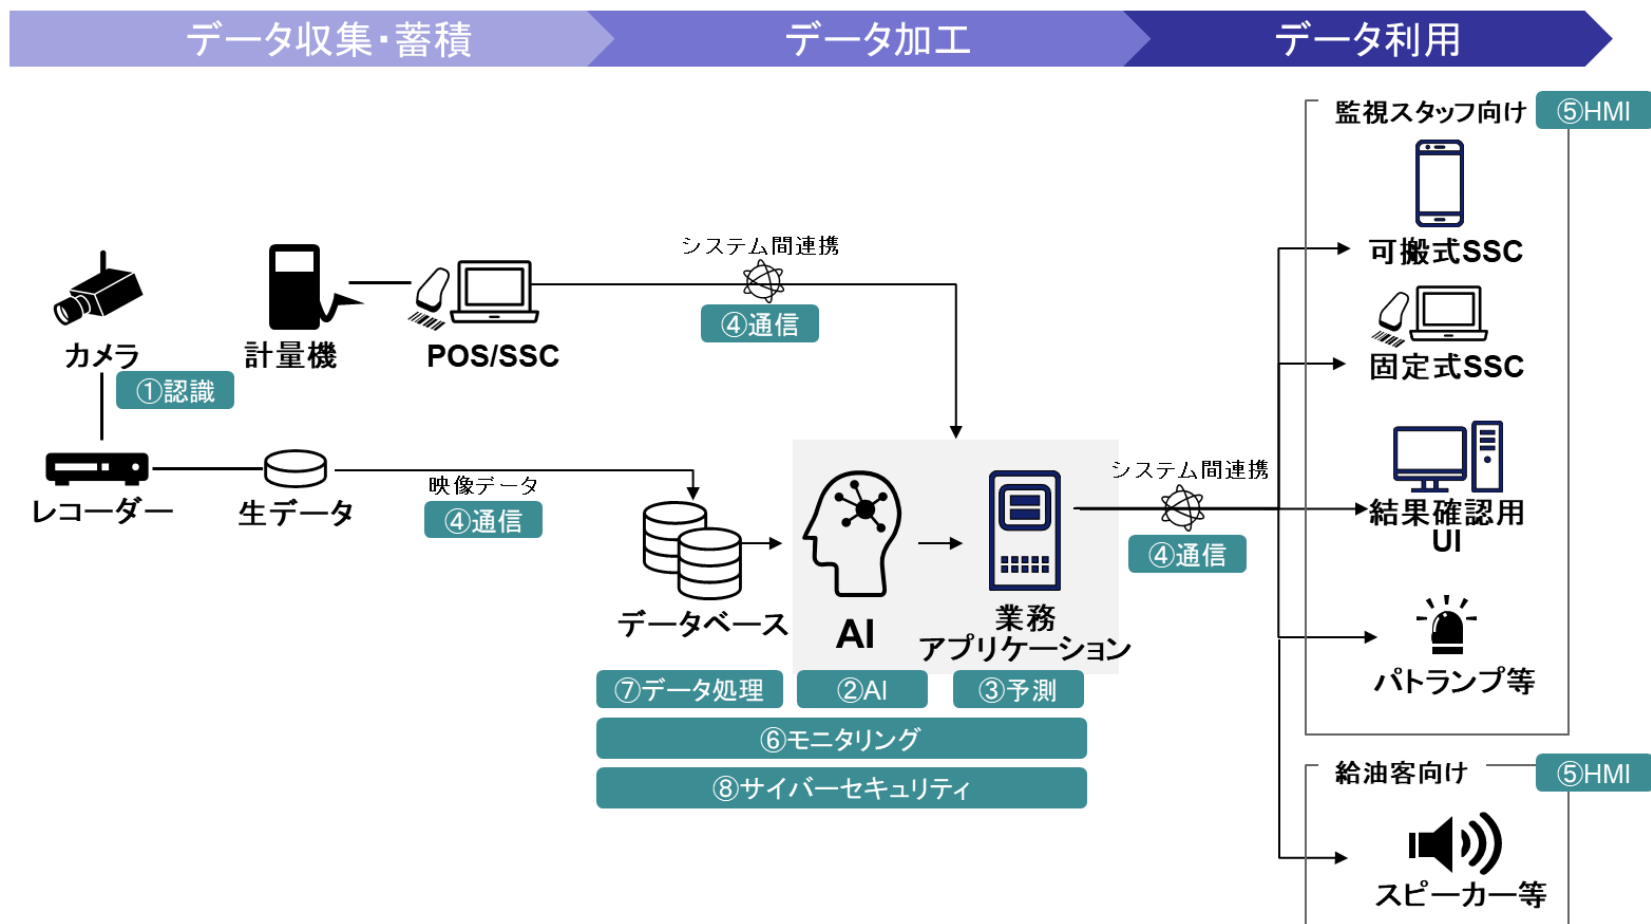 データ収集・蓄積
データ加工
データ利用
監視スタッフ向け
⑤HMI
可搬式SSC
システム間連携
④通信
カメラ
計量機
POS/SSC
①認識
固定式SSC
レコーダー
生データ
映像データ
④通信
システム間連携
④通信
結果確認用
UI
データベース
AI
業務
アプリケーション
パトランプ等
⑦データ処理
②AI
③予測
⑥モニタリング
⑧サイバーセキュリティ
給油客向け
⑤HMI
スピーカー等